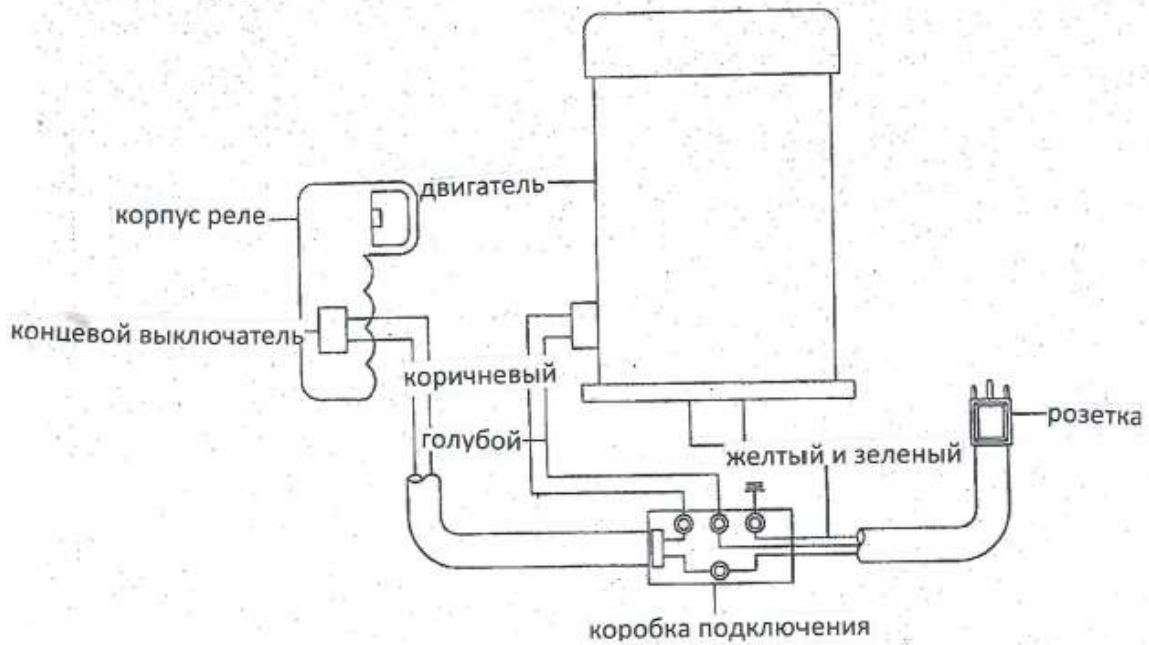 двигатель
корпус реле
концевой выключатель
коричневый
розетка
голубой
желтый и зеленый
коробка подключения